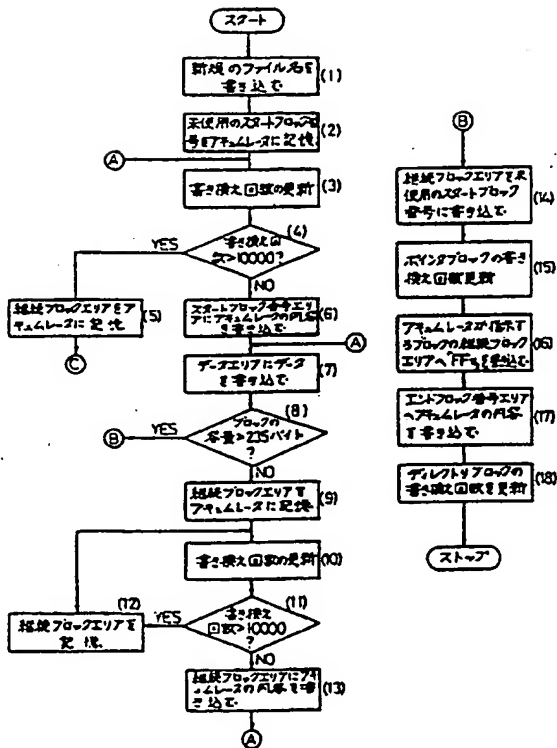 スタート
新規のファイル名を
書き込む
(1)
未使用のスタートブロック番
号をアキュムレータに記憶
(2)
A
書き換え回数の更新
(3)
(4)
書き換え回
数>10000?
YES
NO
継続ブロックエリアをア
キュムレータに記憶
(5)
C
スタートブロック番号エリ
アにアキュムレータの内容
を書き込む
(6)
A
データエリアにデータ
を書き込む
(7)
(8)
ブロックの
容量>235バイト
?
YES
B
NO
継続ブロックエリアを
アキュムレータに記憶
(9)
書き換え回数の更新
(10)
(11)
書き換え
回数>10000
?
YES
(12)
継続ブロックエリアを
記憶
NO
継続ブロックエリアにアキ
ュムレータの内容を書き
込む
(13)
A
B
継続ブロックエリアを未
使用のスタートブロック
番号に書き込む
(14)
ポインタブロックの書き
換え回数更新
(15)
アキュムレータが指示す
るブロックの継続ブロック
エリアへ"FF"を書込む
(16)
エンドブロック番号エリア
へアキュムレータの内容
を書き込む
(17)
ディレクトリブロックの
書き換え回数を更新
(18)
ストップ